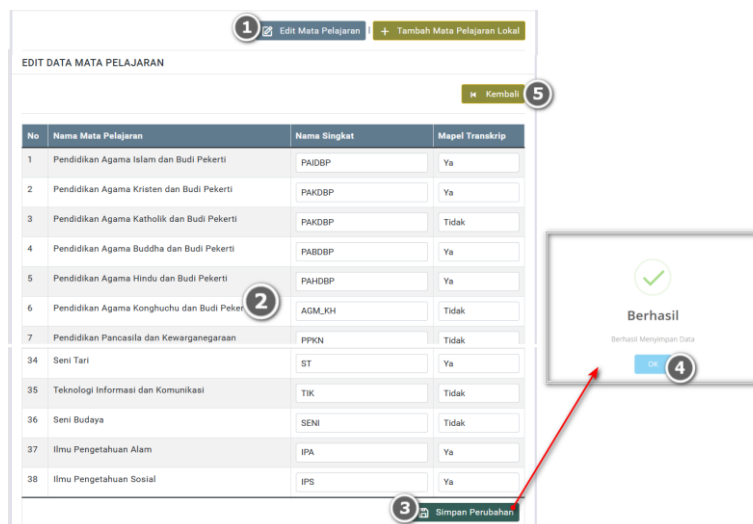 1 Edit Mata Pelajaran | + Tambah Mata Pelajaran Lokal
EDIT DATA MATA PELAJARAN
Kembali 5
No Nama Mata Pelajaran Nama Singkat Mapel Transkrip
1 Pendidikan Agama Islam dan Budi Pekerti PAIDBP Ya
2 Pendidikan Agama Kristen dan Budi Pekerti PAKDBP Ya
3 Pendidikan Agama Katholik dan Budi Pekerti PAKDBP Tidak
4 Pendidikan Agama Buddha dan Budi Pekerti PABDBP Ya
5 Pendidikan Agama Hindu dan Budi Pekerti PAHDBP Ya
2
6 Pendidikan Agama Konghuchu dan Budi Peker AGM_KH Tidak
7 Pendidikan Pancasila dan Kewarganegaraan PPKN Tidak
34 Seni Tari ST Ya
35 Teknologi Informasi dan Komunikasi TIK Tidak
36 Seni Budaya SENI Tidak
37 Ilmu Pengetahuan Alam IPA Ya
38 Ilmu Pengetahuan Sosial IPS Ya
3 Simpan Perubahan
Berhasil
Berhasil Menyimpan Data
OK 4